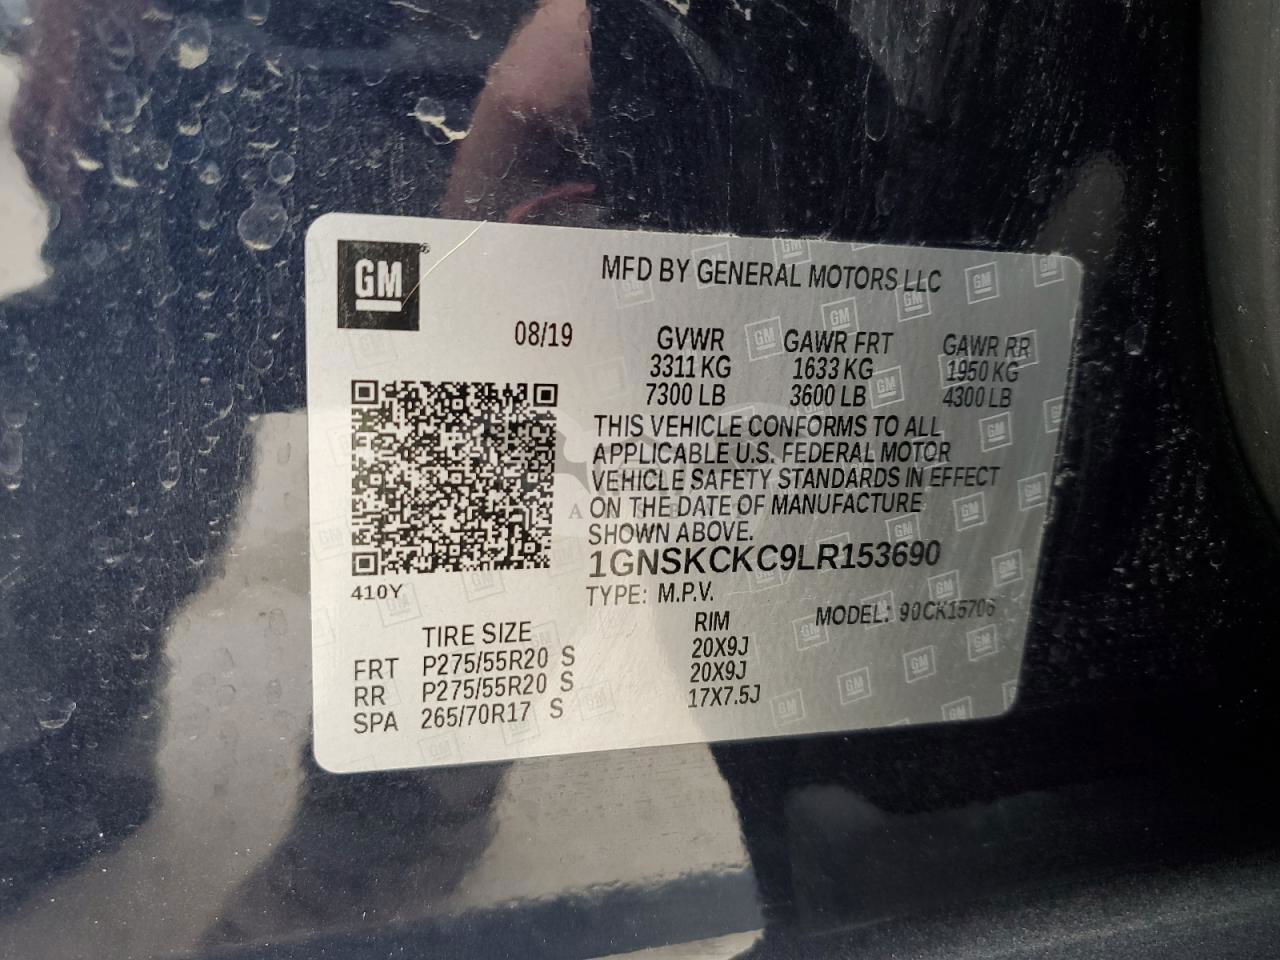 GM®
MFD BY GENERAL MOTORS LLC
08/19
GVWR GAWR FRT GAWR RR
3311 KG 1633 KG 1950 KG
7300 LB 3600 LB 4300 LB
THIS VEHICLE CONFORMS TO ALL
APPLICABLE U.S. FEDERAL MOTOR
VEHICLE SAFETY STANDARDS IN EFFECT
ON THE DATE OF MANUFACTURE
SHOWN ABOVE.
1GNSKCKC9LR153690
410Y
TYPE: M.P.V.
MODEL: 90CK15706
TIRE SIZE RIM
FRT P275/55R20 S 20X9J
RR P275/55R20 S 20X9J
SPA 265/70R17 S 17X7.5J